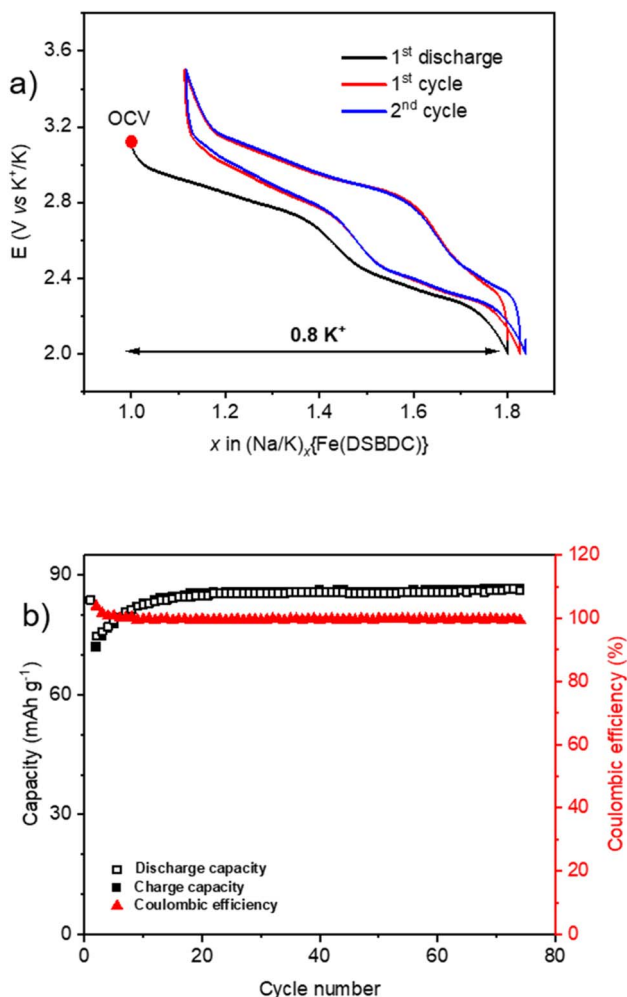 a)
OCV
1st discharge
1st cycle
2nd cycle
E (V vs K+/K)
3.6
3.2
2.8
2.4
2.0
0.8 K+
1.0 1.2 1.4 1.6 1.8
x in (Na/K)x{Fe(DSBDC)}
b)
Capacity (mAh g-1)
90
60
30
0
Discharge capacity
Charge capacity
Coulombic efficiency
0 20 40 60 80
Cycle number
120
100
80
60
40
20
0
Coulombic efficiency (%)